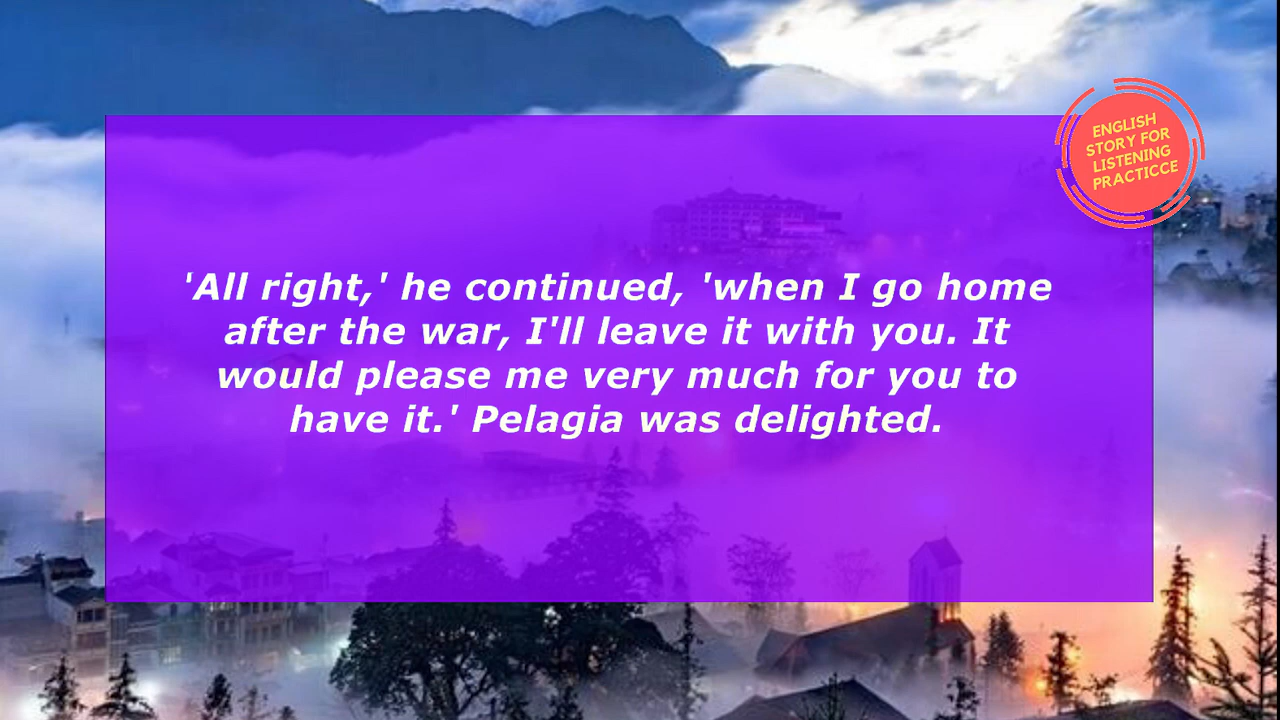 ENGLISH
STORY FOR
LISTENING
PRACTICCE
'All right,' he continued, 'when I go home
after the war, I'll leave it with you. It
would please me very much for you to
have it.' Pelagia was delighted.